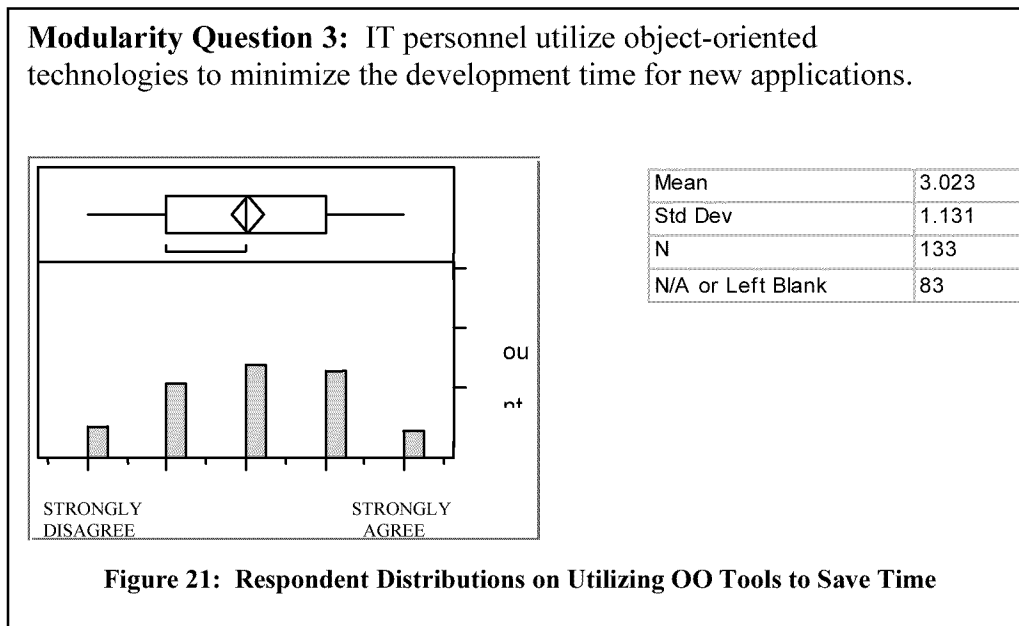 Modularity Question 3: IT personnel utilize object-oriented
technologies to minimize the development time for new applications.
Mean 3.023
Std Dev 1.131
N 133
N/A or Left Blank 83
ou
nt
STRONGLY DISAGREE
STRONGLY AGREE
Figure 21: Respondent Distributions on Utilizing OO Tools to Save Time